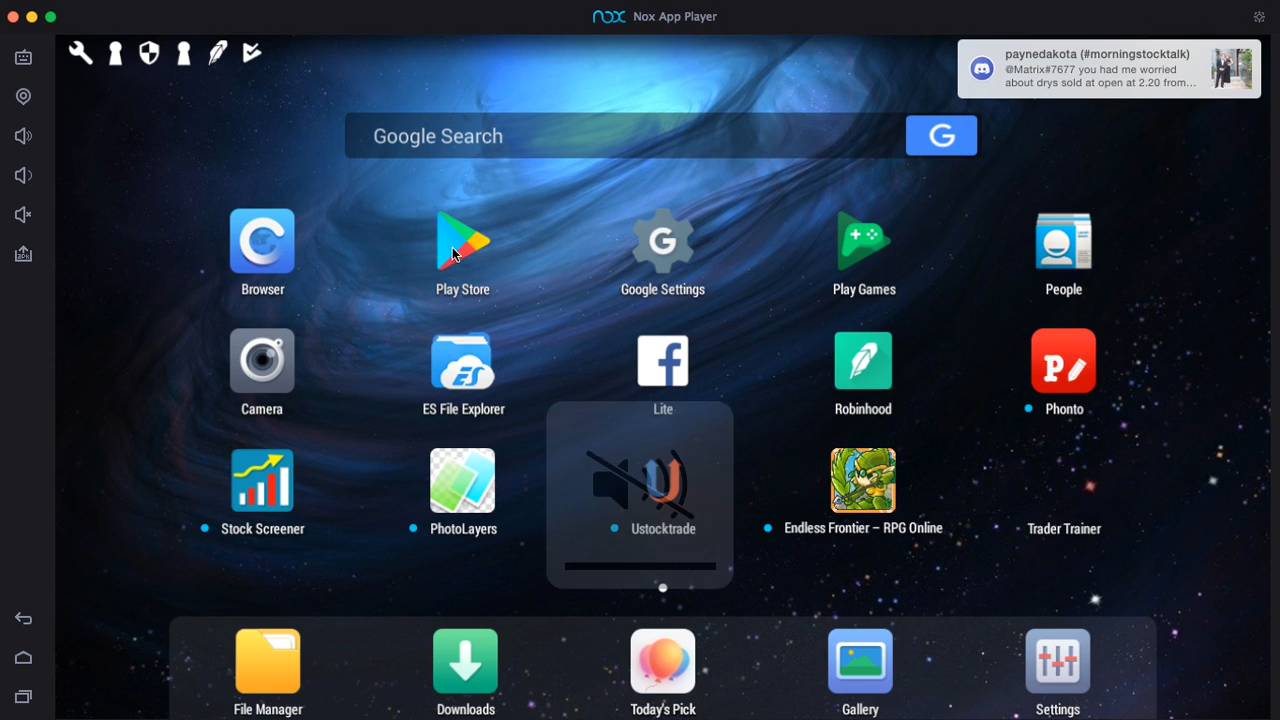 nox Nox App Player
paynedakota (#morningstocktalk)
@Matrix#7677 you had me worried
about drys sold at open at 2.20 from...
Google Search
G
Browser
Play Store
Google Settings
Play Games
People
Camera
ES File Explorer
Lite
Robinhood
Phonto
Stock Screener
PhotoLayers
Ustocktrade
Endless Frontier – RPG Online
Trader Trainer
File Manager
Downloads
Today's Pick
Gallery
Settings